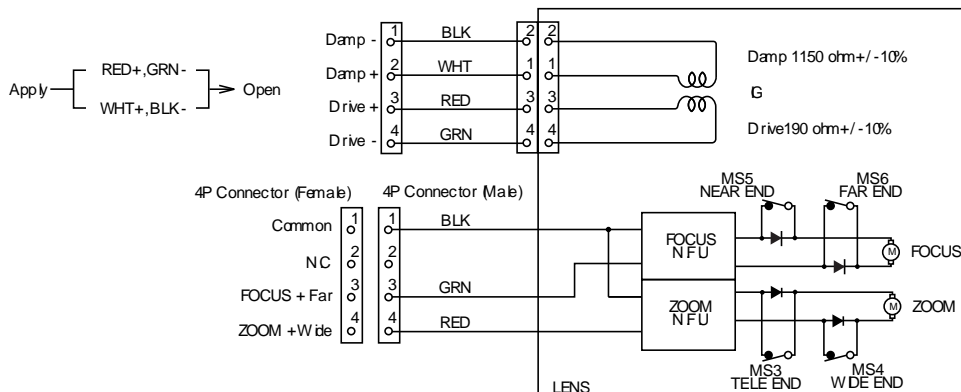 Damp - 1 BLK 2 2
Damp + 2 WHT 1 1
Drive + 3 RED 3 3
Drive - 4 GRN 4 4
Apply
RED+,GRN-
WHT+,BLK-
Open
Damp 1150 ohm+/-10%
IG
Drive190 ohm+/-10%
4P Connector (Female)
4P Connector (Male)
Common 1 1 BLK
NC 2 2
FOCUS + Far 3 3 GRN
ZOOM +Wide 4 4 RED
FOCUS
NFU
ZOOM
NFU
MS5
NEAR END
MS6
FAR END
M FOCUS
M ZOOM
MS3
TELE END
MS4
WIDE END
LENS